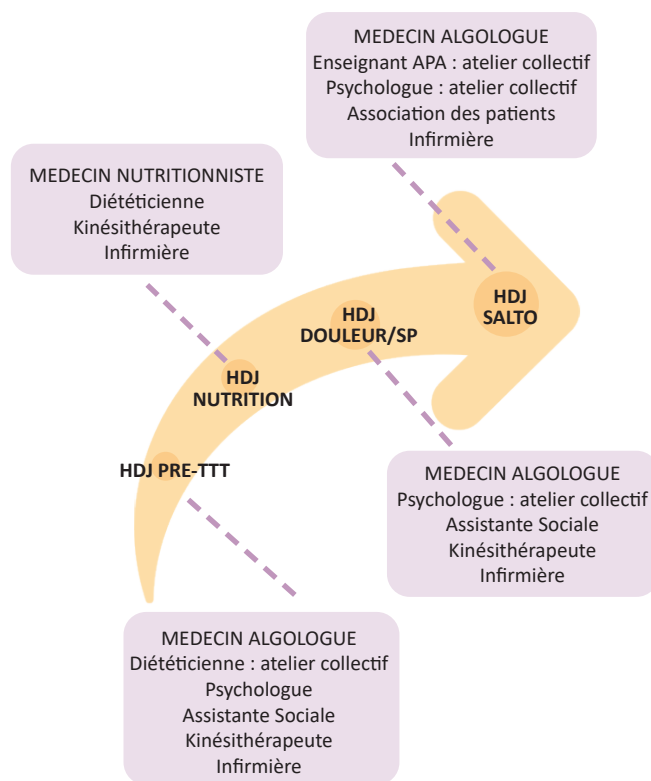 MEDECIN ALGOLOGUE
Enseignant APA : atelier collectif
Psychologue : atelier collectif
Association des patients
Infirmière
MEDECIN NUTRITIONNISTE
Diététicienne
Kinésithérapeute
Infirmière
HDJ
SALTO
HDJ
DOULEUR/SP
HDJ
NUTRITION
HDJ PRE-TTT
MEDECIN ALGOLOGUE
Psychologue : atelier collectif
Assistante Sociale
Kinésithérapeute
Infirmière
MEDECIN ALGOLOGUE
Diététicienne : atelier collectif
Psychologue
Assistante Sociale
Kinésithérapeute
Infirmière